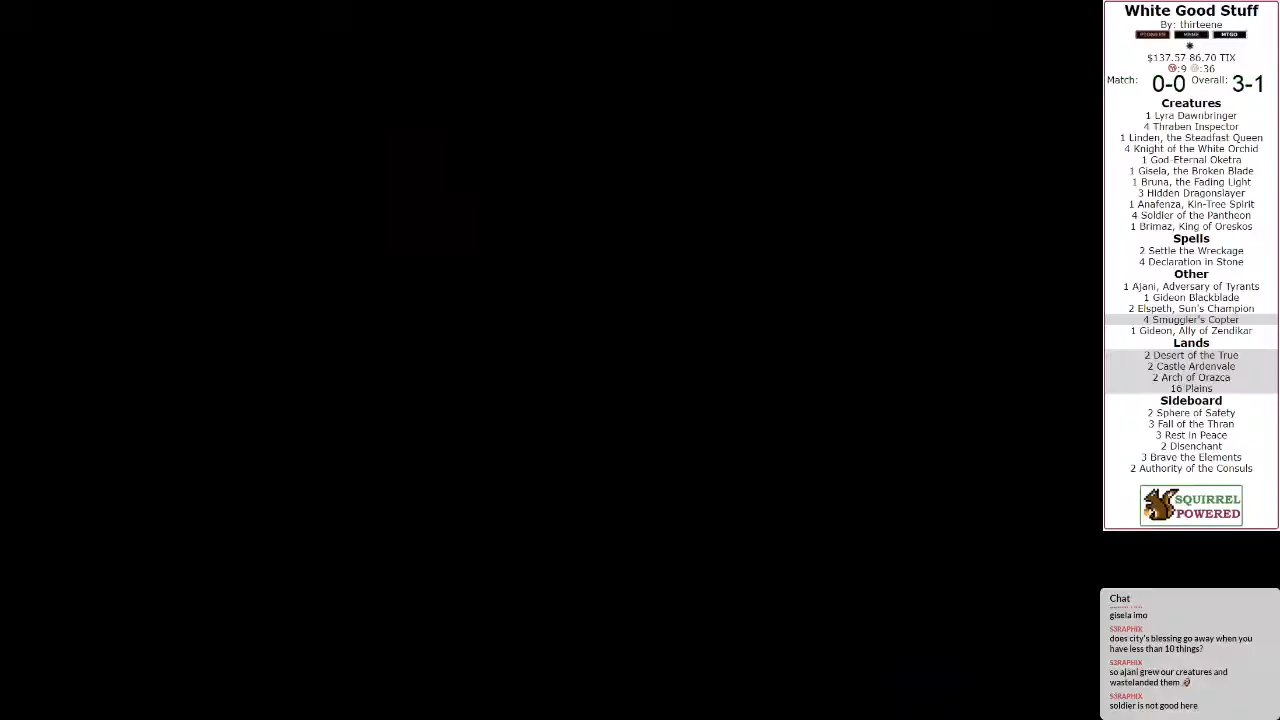 White Good Stuff
By: thirteene
PIONEER MTGO
$137.57 86.70 TIX
:9 :36
Match: 0-0 Overall: 3-1
Creatures
1 Lyra Dawnbringer
4 Thraben Inspector
1 Linden, the Steadfast Queen
4 Knight of the White Orchid
1 God-Eternal Oketra
1 Gisela, the Broken Blade
1 Bruna, the Fading Light
3 Hidden Dragonslayer
1 Anafenza, Kin-Tree Spirit
4 Soldier of the Pantheon
1 Brimaz, King of Oreskos
Spells
2 Settle the Wreckage
4 Declaration in Stone
Other
1 Ajani, Adversary of Tyrants
1 Gideon Blackblade
2 Elspeth, Sun's Champion
4 Smuggler's Copter
1 Gideon, Ally of Zendikar
Lands
2 Desert of the True
2 Castle Ardenvale
2 Arch of Orazca
16 Plains
Sideboard
2 Sphere of Safety
3 Fall of the Thran
3 Rest in Peace
2 Disenchant
3 Brave the Elements
2 Authority of the Consuls
SQUIRREL
POWERED
Chat
gisela imo
S3RAPHIX
does city's blessing go away when you
have less than 10 things?
S3RAPHIX
so ajani grew our creatures and
wastelanded them
S3RAPHIX
soldier is not good here